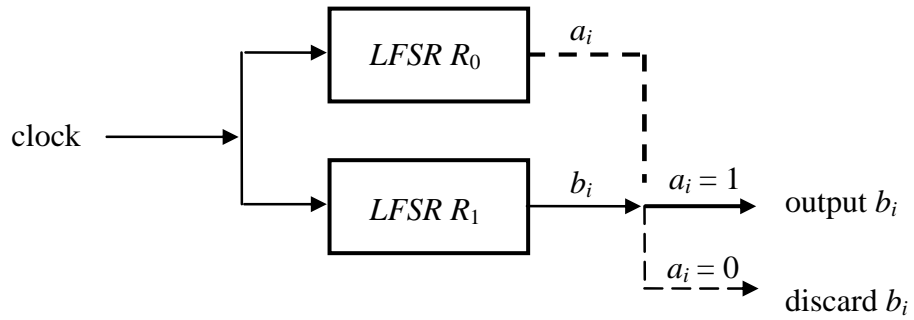 LFSR R₀
aᵢ
clock
LFSR R₁
bᵢ
aᵢ = 1
output bᵢ
aᵢ = 0
discard bᵢ